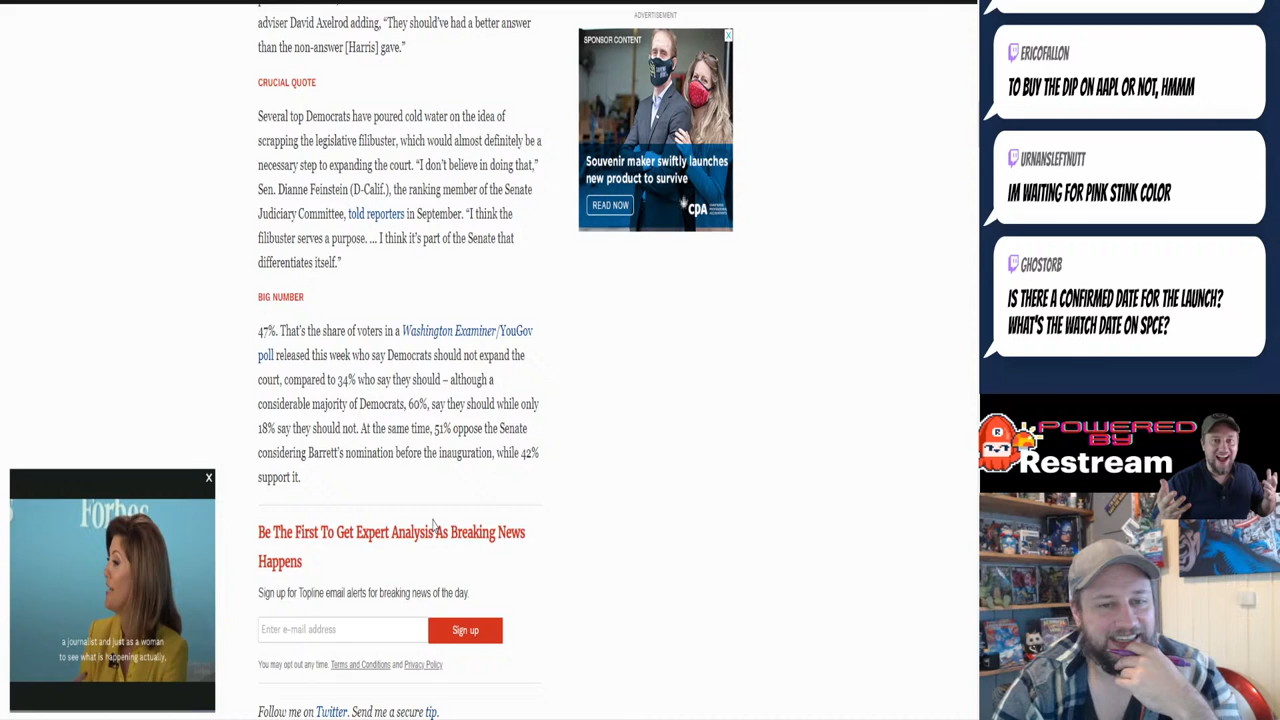 adviser David Axelrod adding, “They should’ve had a better answer
than the non-answer [Harris] gave.”
CRUCIAL QUOTE
Several top Democrats have poured cold water on the idea of
scrapping the legislative filibuster, which would almost definitely be a
necessary step to expanding the court. “I don’t believe in doing that,”
Sen. Dianne Feinstein (D-Calif.), the ranking member of the Senate
Judiciary Committee, told reporters in September. “I think the
filibuster serves a purpose. ... I think it’s part of the Senate that
differentiates itself.”
BIG NUMBER
47%. That’s the share of voters in a Washington Examiner/YouGov
poll released this week who say Democrats should not expand the
court, compared to 34% who say they should – although a
considerable majority of Democrats, 60%, say they should while only
18% say they should not. At the same time, 51% oppose the Senate
considering Barrett’s nomination before the inauguration, while 42%
support it.
Be The First To Get Expert Analysis As Breaking News
Happens
Sign up for Topline email alerts for breaking news of the day.
Enter e-mail address
Sign up
You may opt out any time. Terms and Conditions and Privacy Policy
Follow me on Twitter. Send me a secure tip.
ADVERTISEMENT
SPONSOR CONTENT
X
Souvenir maker swiftly launches
new product to survive
READ NOW
CPA
X
Forbes
a journalist and just as a woman
to see what is happening actually,
ERICOFALLON
TO BUY THE DIP ON AAPL OR NOT, HMMM
URNANSLEFTNUTT
IM WAITING FOR PINK STINK COLOR
GHOSTORB
IS THERE A CONFIRMED DATE FOR THE LAUNCH?
WHAT'S THE WATCH DATE ON SPCE?
POWERED
BY
Restream